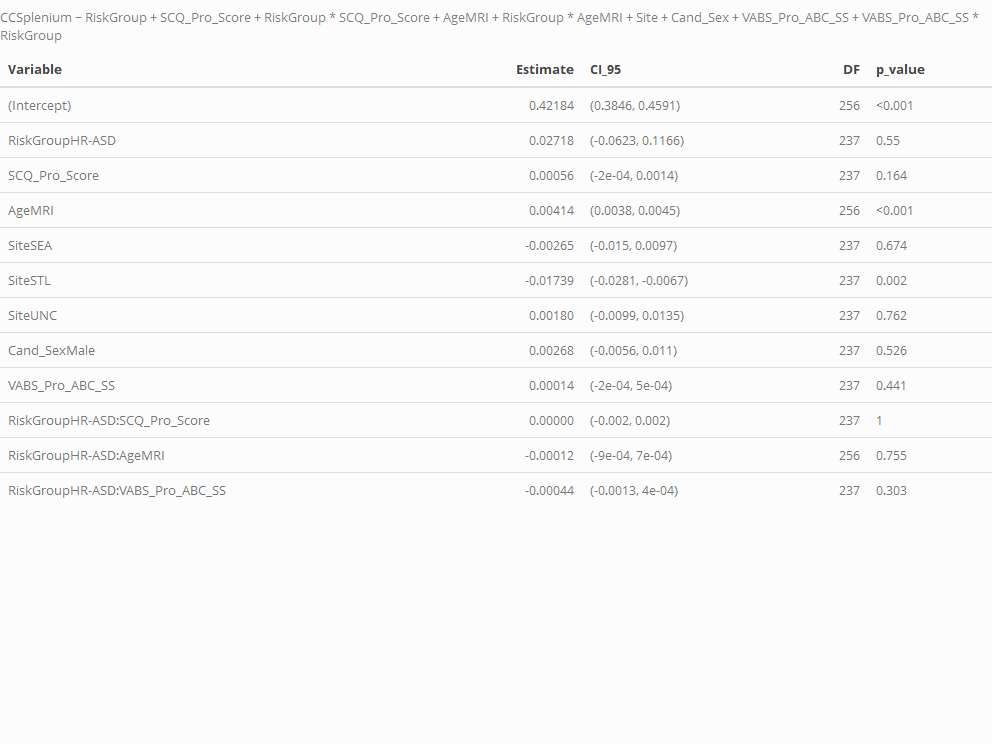 CCSplenium ~ RiskGroup + SCQ_Pro_Score + RiskGroup * SCQ_Pro_Score + AgeMRI + RiskGroup * AgeMRI + Site + Cand_Sex + VABS_Pro_ABC_SS + VABS_Pro_ABC_SS *
RiskGroup
Variable Estimate CI_95 DF p_value
(Intercept) 0.42184 (0.3846, 0.4591) 256 <0.001
RiskGroupHR-ASD 0.02718 (-0.0623, 0.1166) 237 0.55
SCQ_Pro_Score 0.00056 (-2e-04, 0.0014) 237 0.164
AgeMRI 0.00414 (0.0038, 0.0045) 256 <0.001
SiteSEA -0.00265 (-0.015, 0.0097) 237 0.674
SiteSTL -0.01739 (-0.0281, -0.0067) 237 0.002
SiteUNC 0.00180 (-0.0099, 0.0135) 237 0.762
Cand_SexMale 0.00268 (-0.0056, 0.011) 237 0.526
VABS_Pro_ABC_SS 0.00014 (-2e-04, 5e-04) 237 0.441
RiskGroupHR-ASD:SCQ_Pro_Score 0.00000 (-0.002, 0.002) 237 1
RiskGroupHR-ASD:AgeMRI -0.00012 (-9e-04, 7e-04) 256 0.755
RiskGroupHR-ASD:VABS_Pro_ABC_SS -0.00044 (-0.0013, 4e-04) 237 0.303